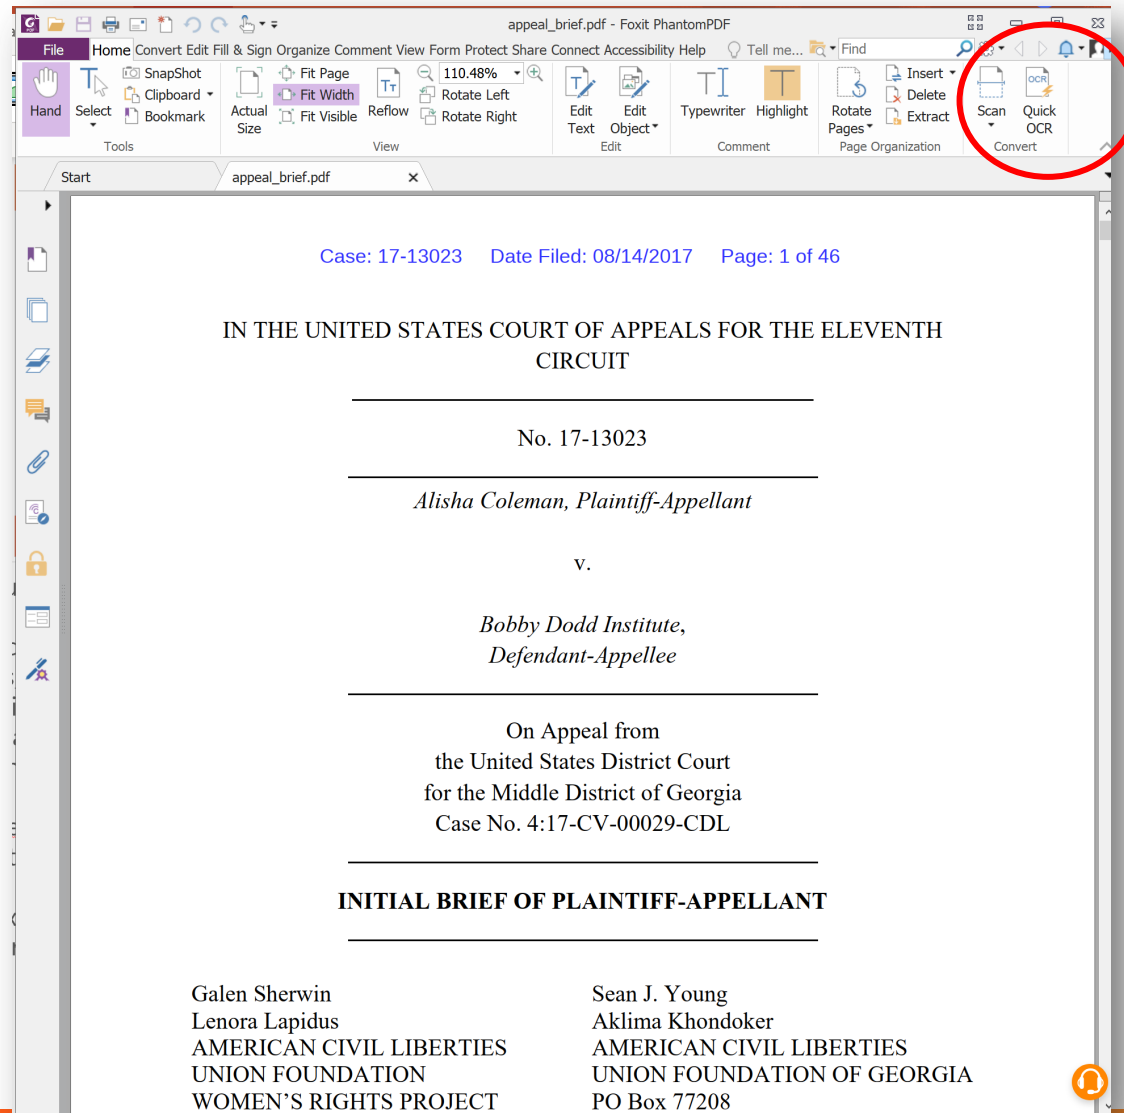 appeal_brief.pdf - Foxit PhantomPDF
File Home Convert Edit Fill & Sign Organize Comment View Form Protect Share Connect Accessibility Help Tell me... Find
Hand
Select
SnapShot
Clipboard
Bookmark
Tools
Actual
Size
Fit Page
Fit Width
Fit Visible
Reflow
110.48%
Rotate Left
Rotate Right
View
Edit
Text
Edit
Object
Edit
Typewriter
Highlight
Comment
Rotate
Pages
Insert
Delete
Extract
Page Organization
Scan
OCR
Quick
OCR
Convert
Start
appeal_brief.pdf
Case: 17-13023 Date Filed: 08/14/2017 Page: 1 of 46
IN THE UNITED STATES COURT OF APPEALS FOR THE ELEVENTH
CIRCUIT
No. 17-13023
Alisha Coleman, Plaintiff-Appellant
v.
Bobby Dodd Institute,
Defendant-Appellee
On Appeal from
the United States District Court
for the Middle District of Georgia
Case No. 4:17-CV-00029-CDL
INITIAL BRIEF OF PLAINTIFF-APPELLANT
Galen Sherwin
Lenora Lapidus
AMERICAN CIVIL LIBERTIES
UNION FOUNDATION
WOMEN’S RIGHTS PROJECT
Sean J. Young
Aklima Khondoker
AMERICAN CIVIL LIBERTIES
UNION FOUNDATION OF GEORGIA
PO Box 77208